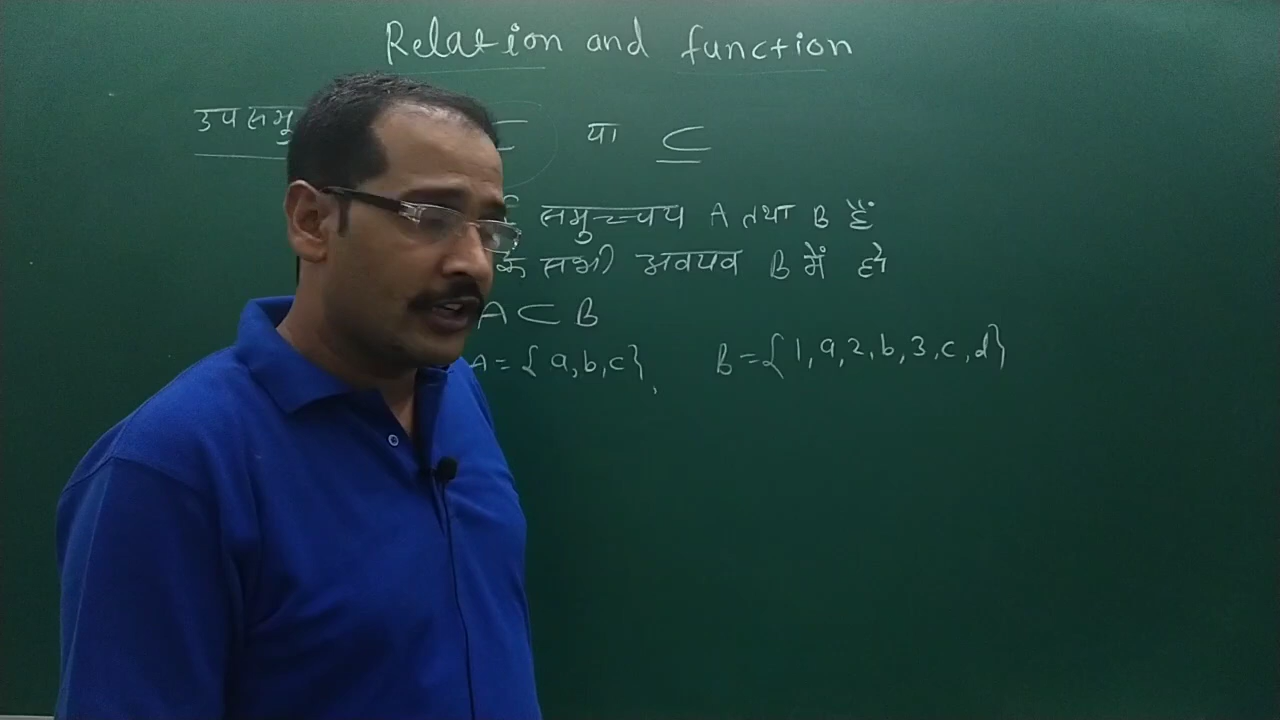 Relation and function
उपसमु ⊂ या ⊆
समुच्चय A तथा B हैं
के सभी अवयव B में हो
A ⊂ B
A = { a, b, c }, B = { 1, a, 2, b, 3, c, d }